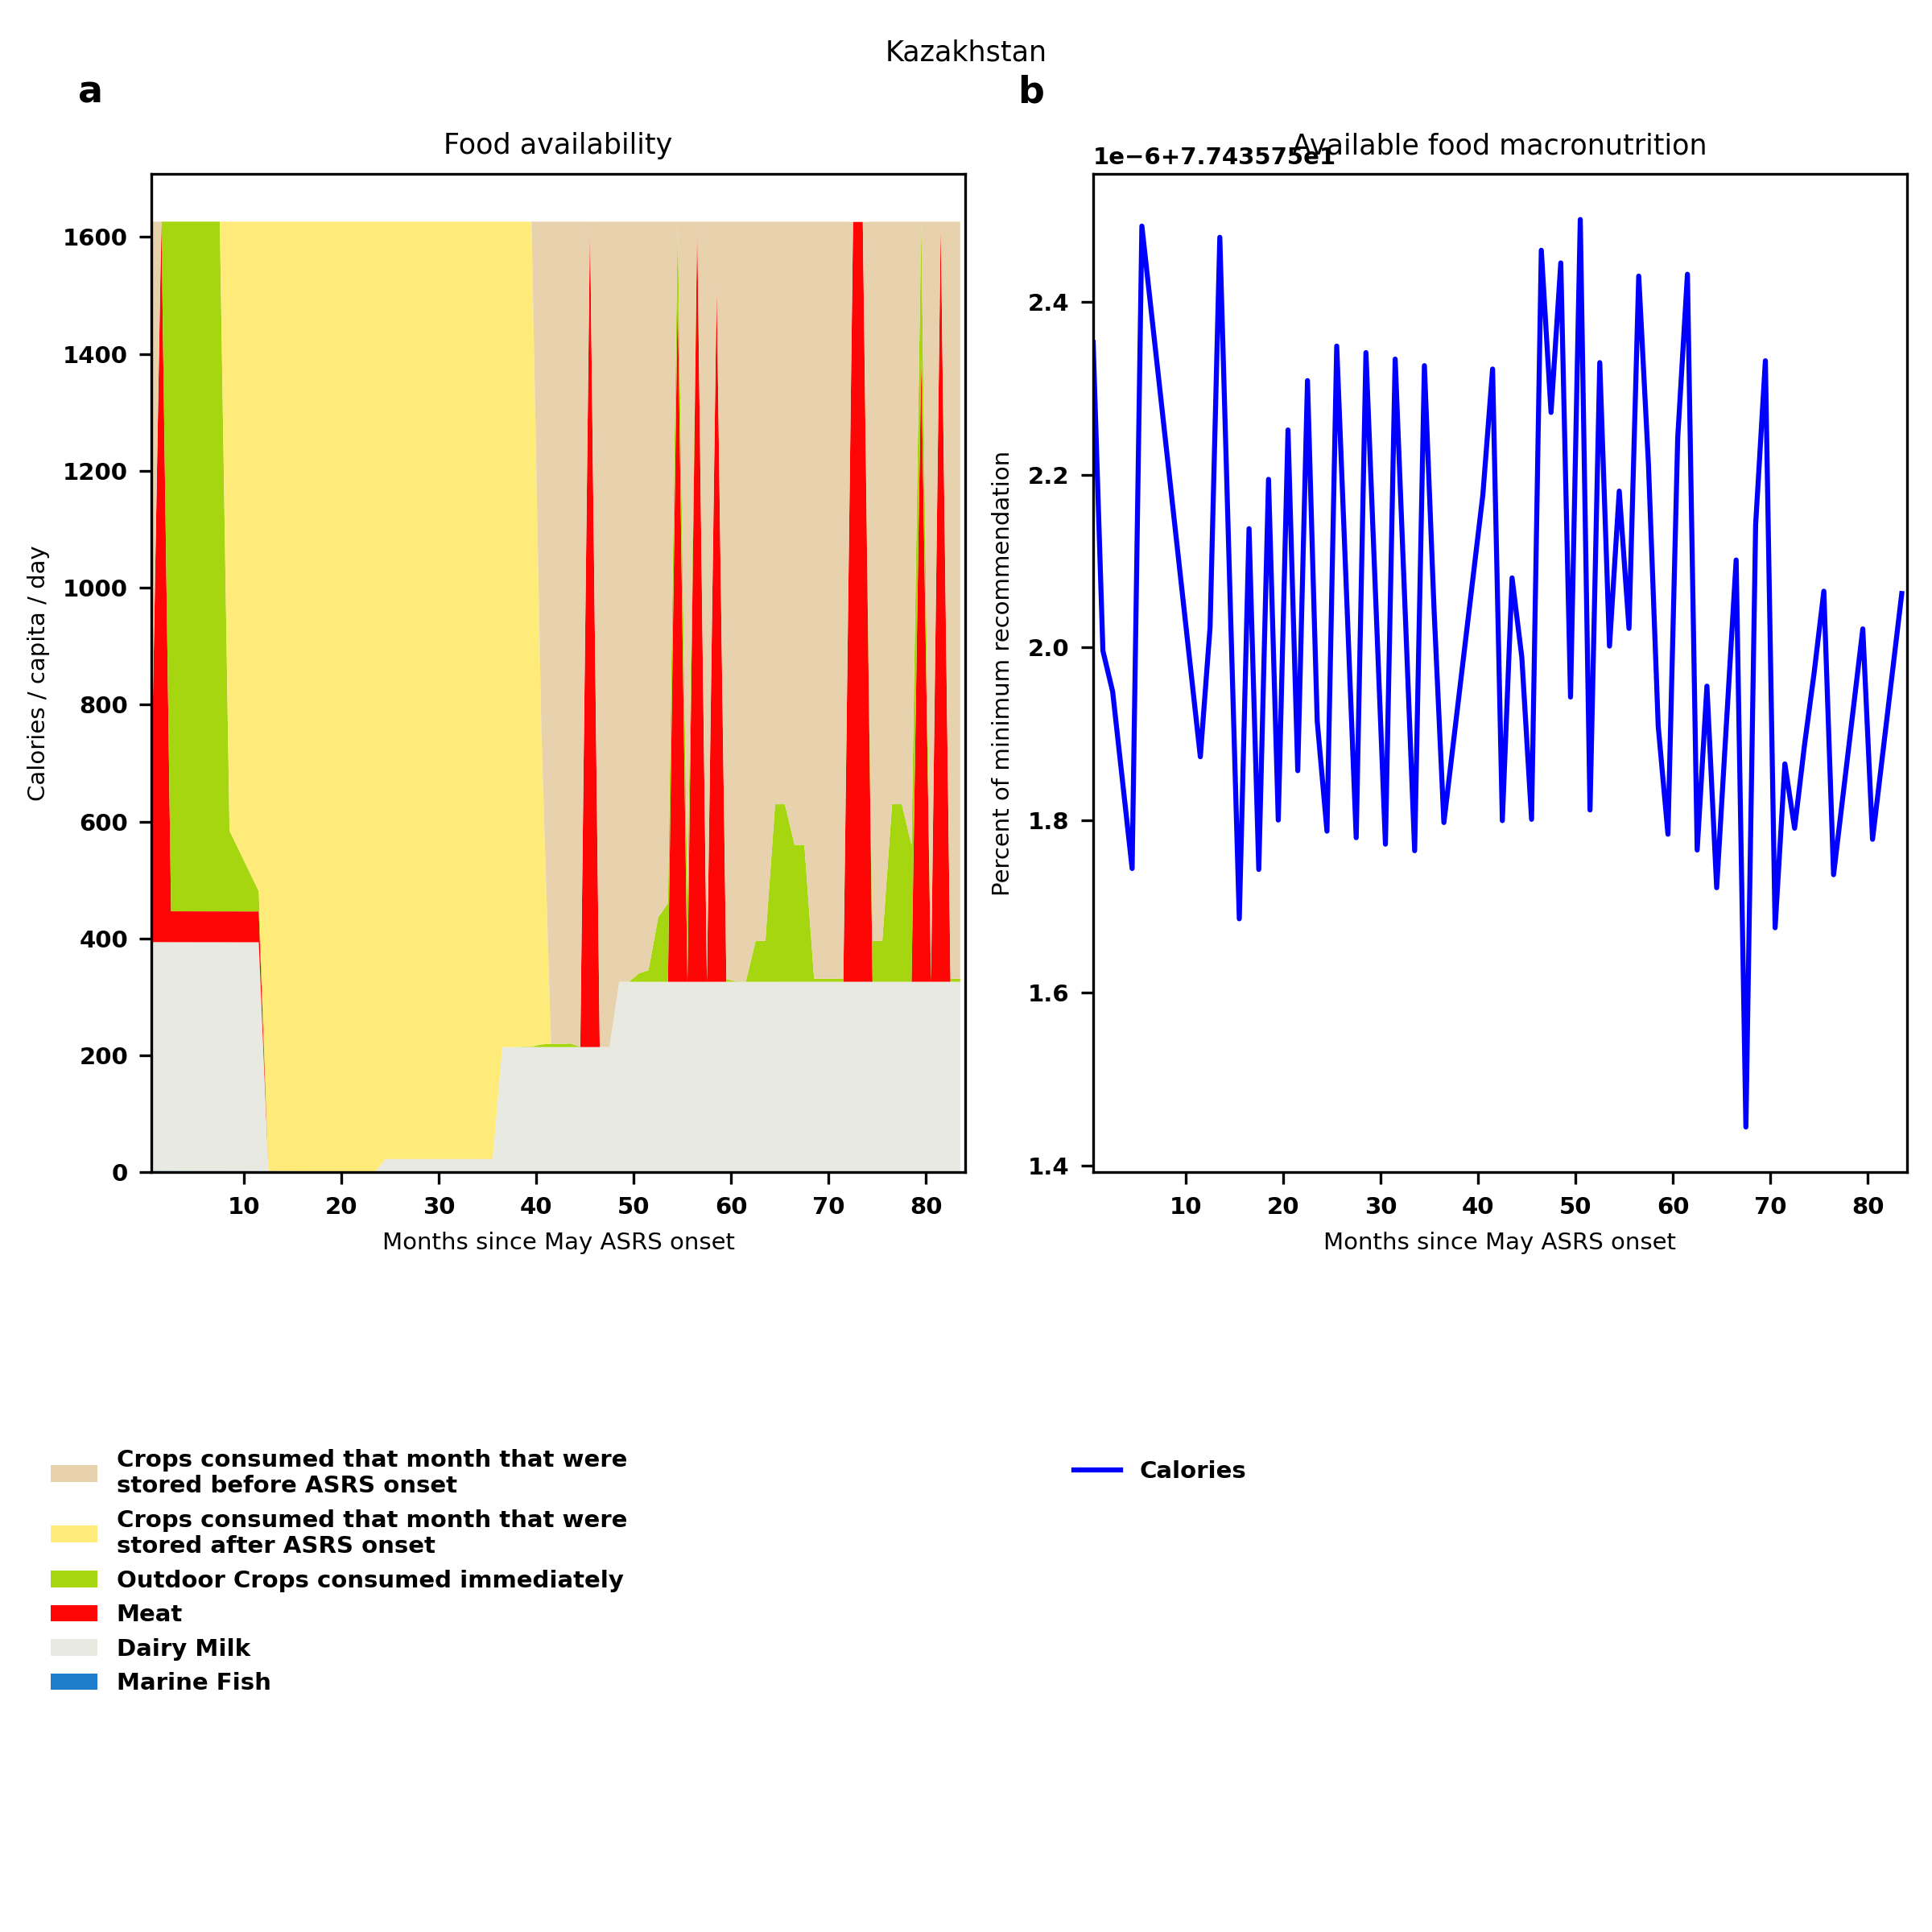 Kazakhstan
a
b
Food availability
Available food macronutrition
1e−6+7.743575e1
Calories / capita / day
1600
1400
1200
1000
800
600
400
200
0
10 20 30 40 50 60 70 80
Months since May ASRS onset
Percent of minimum recommendation
2.4
2.2
2.0
1.8
1.6
1.4
10 20 30 40 50 60 70 80
Months since May ASRS onset
Crops consumed that month that were
stored before ASRS onset
Crops consumed that month that were
stored after ASRS onset
Outdoor Crops consumed immediately
Meat
Dairy Milk
Marine Fish
Calories